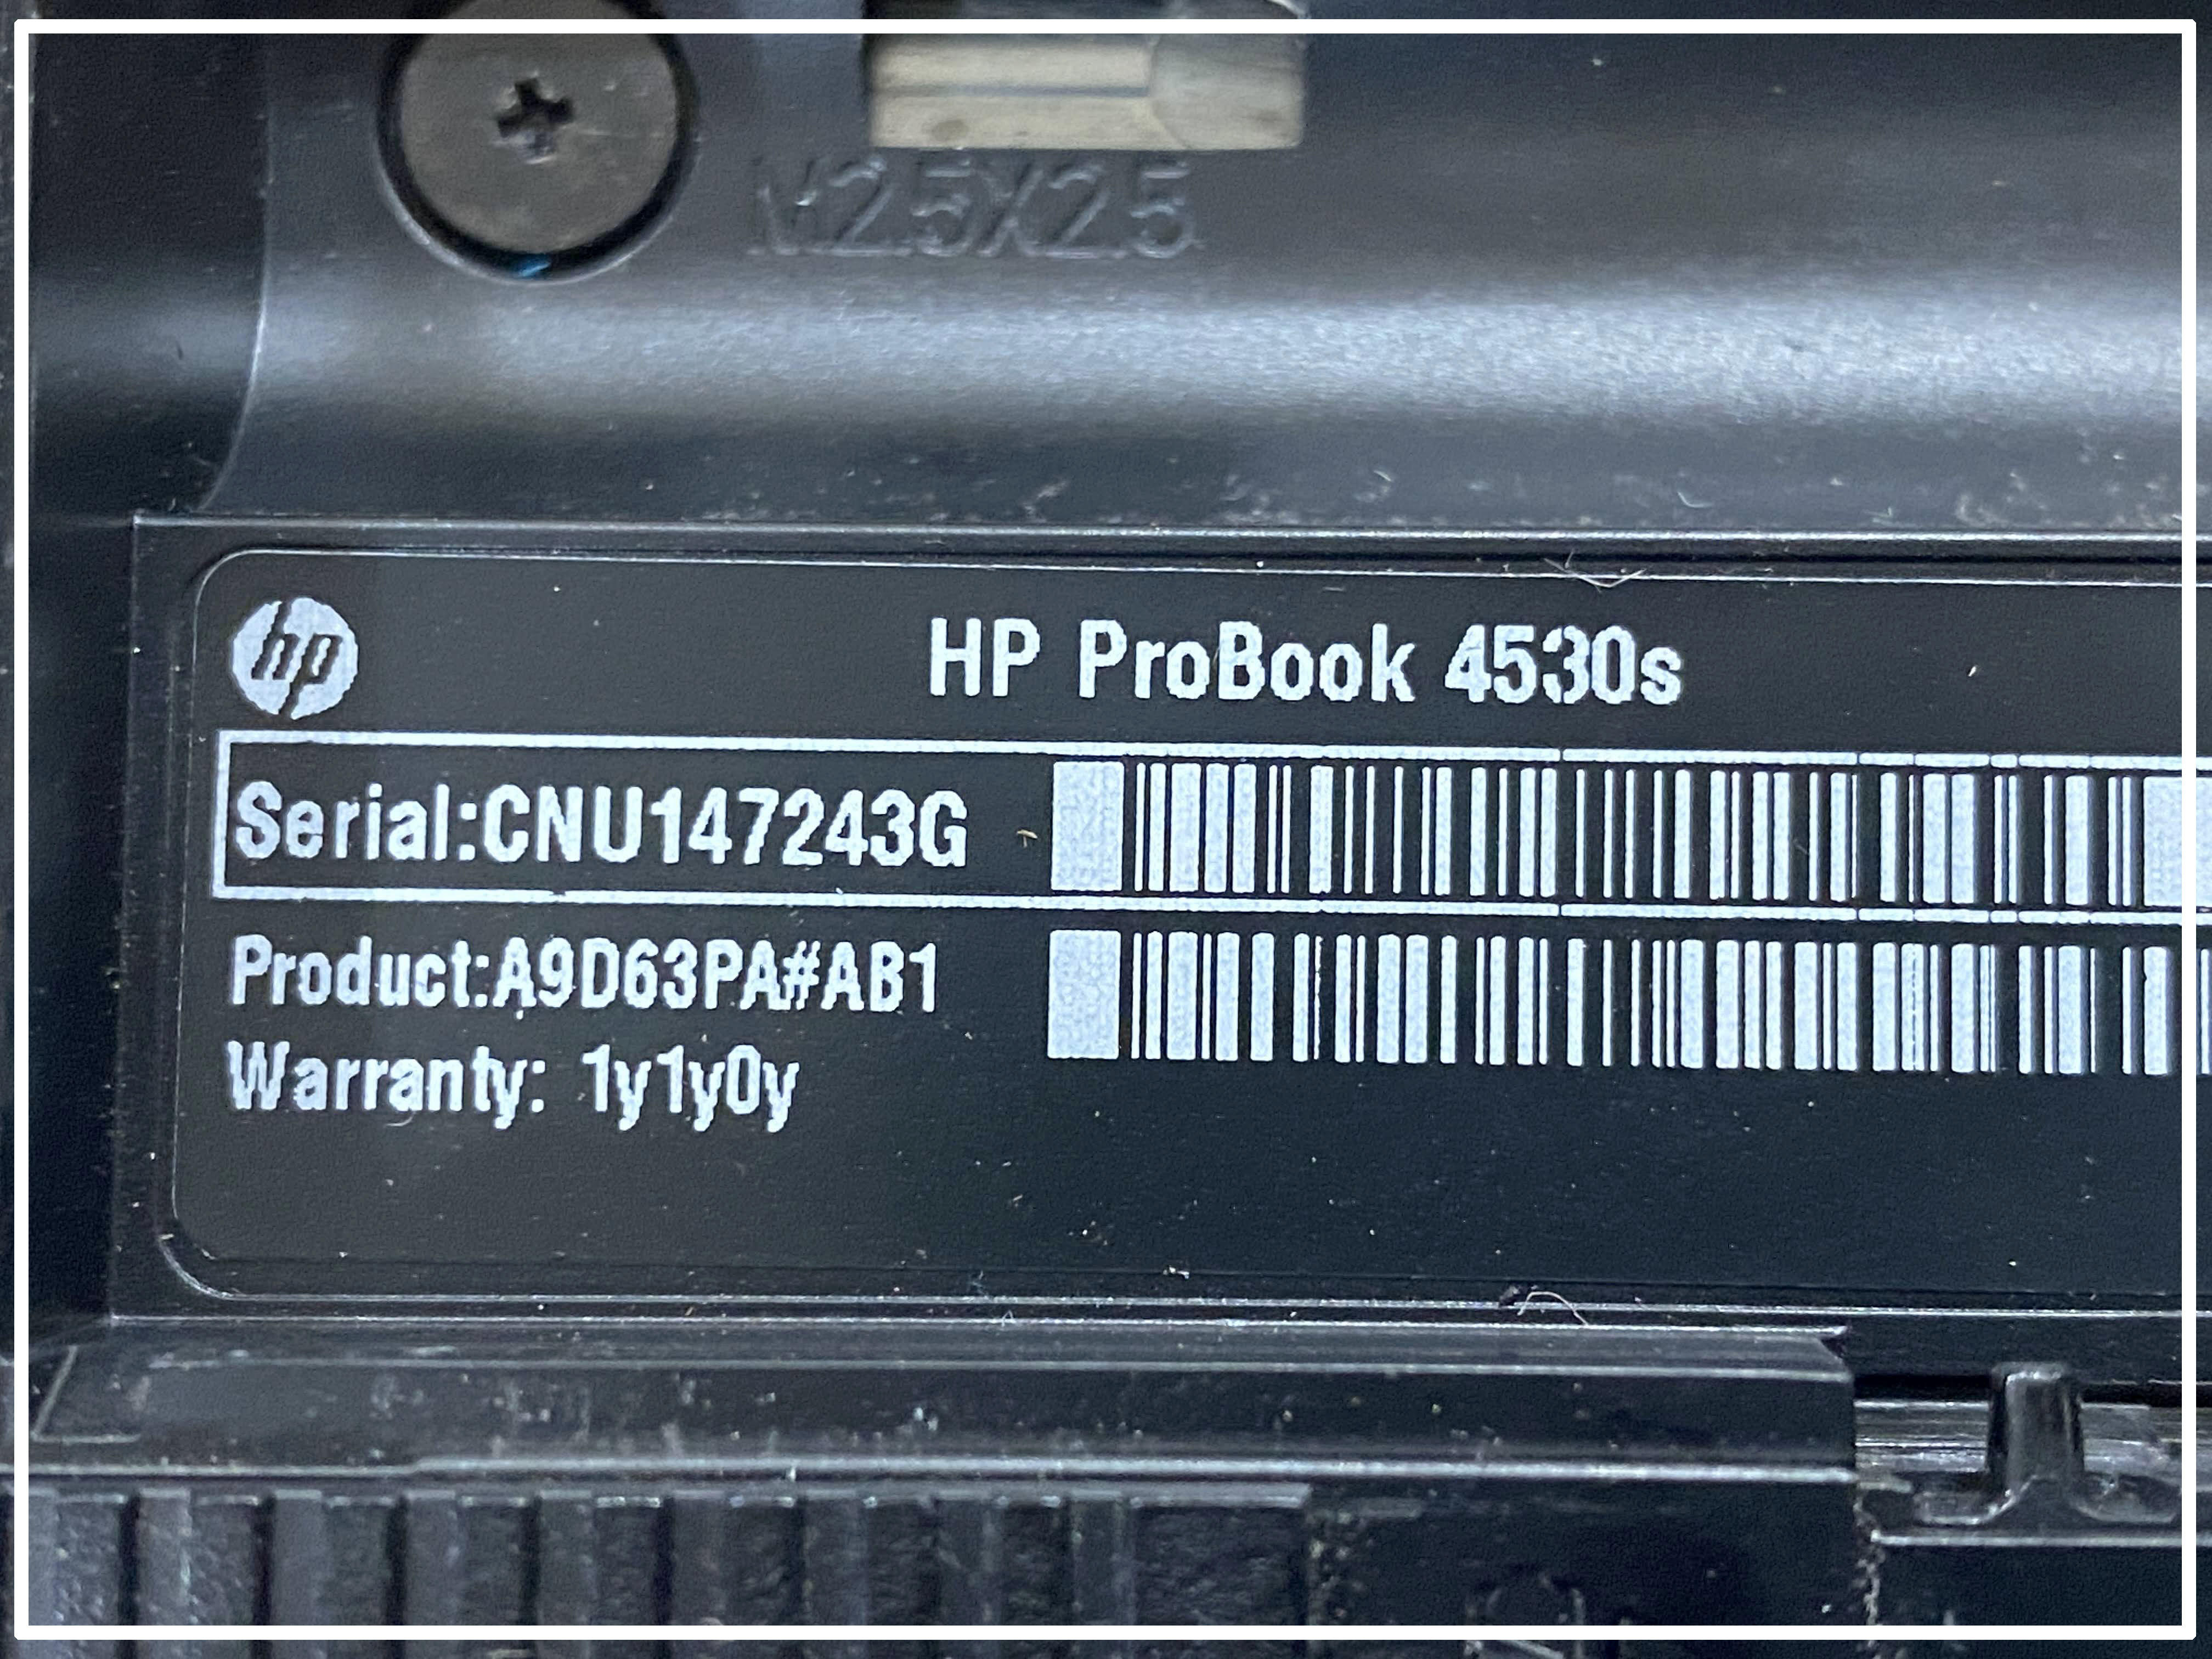 M2.5X2.5
hp
HP ProBook 4530s
Serial:CNU147243G
Product:A9D63PA#AB1
Warranty: 1y1y0y